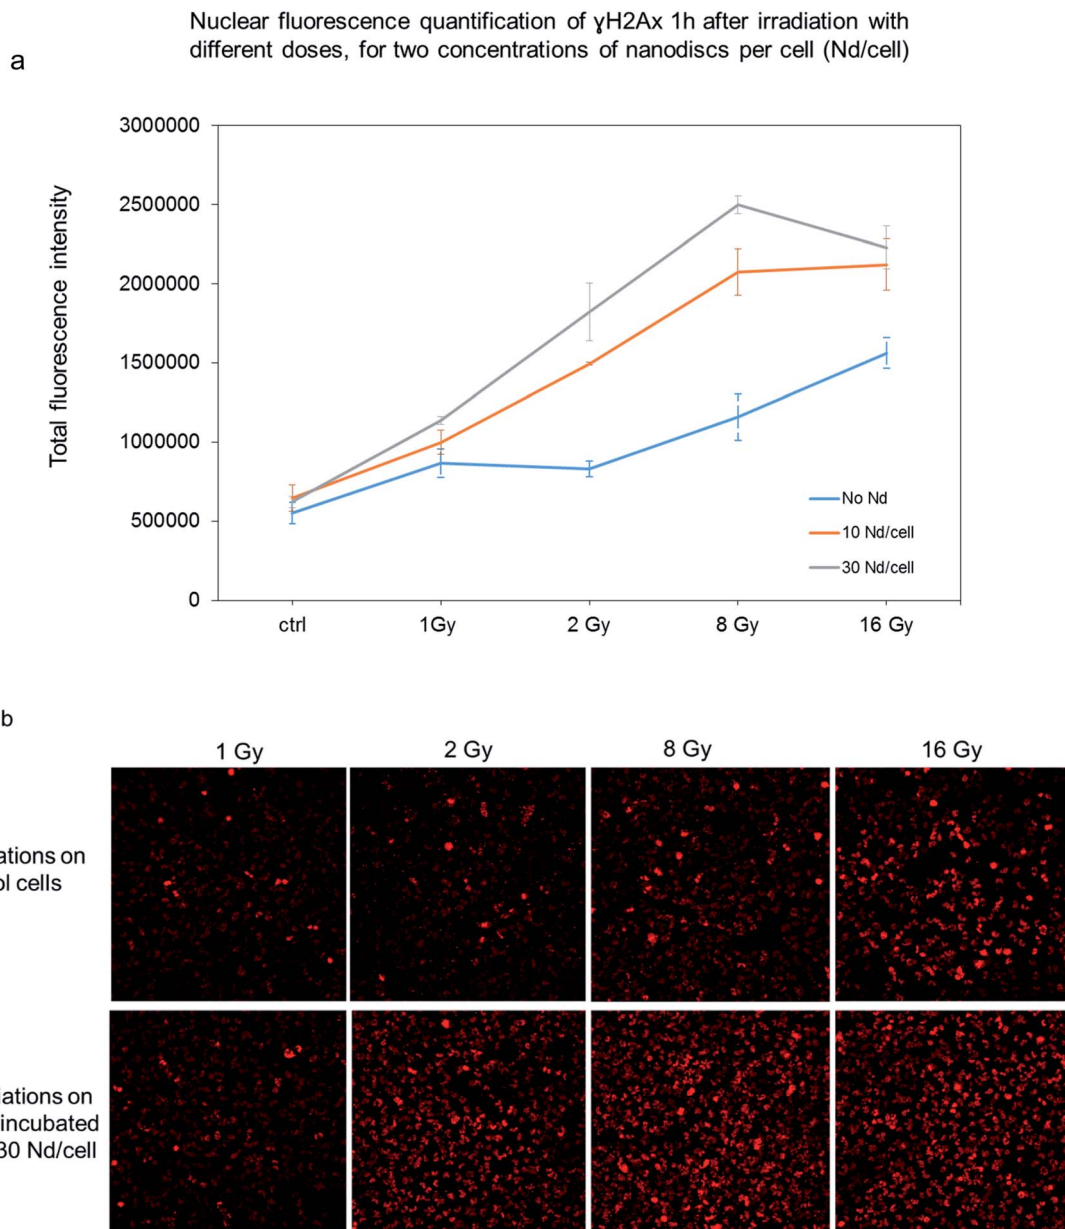 Nuclear fluorescence quantification of ɣH2Ax 1h after irradiation with
different doses, for two concentrations of nanodiscs per cell (Nd/cell)
a
Total fluorescence intensity
3000000
2500000
2000000
1500000
1000000
500000
0
No Nd
10 Nd/cell
30 Nd/cell
ctrl
1Gy
2 Gy
8 Gy
16 Gy
b
1 Gy
2 Gy
8 Gy
16 Gy
ations on
ol cells
iations on
incubated
30 Nd/cell